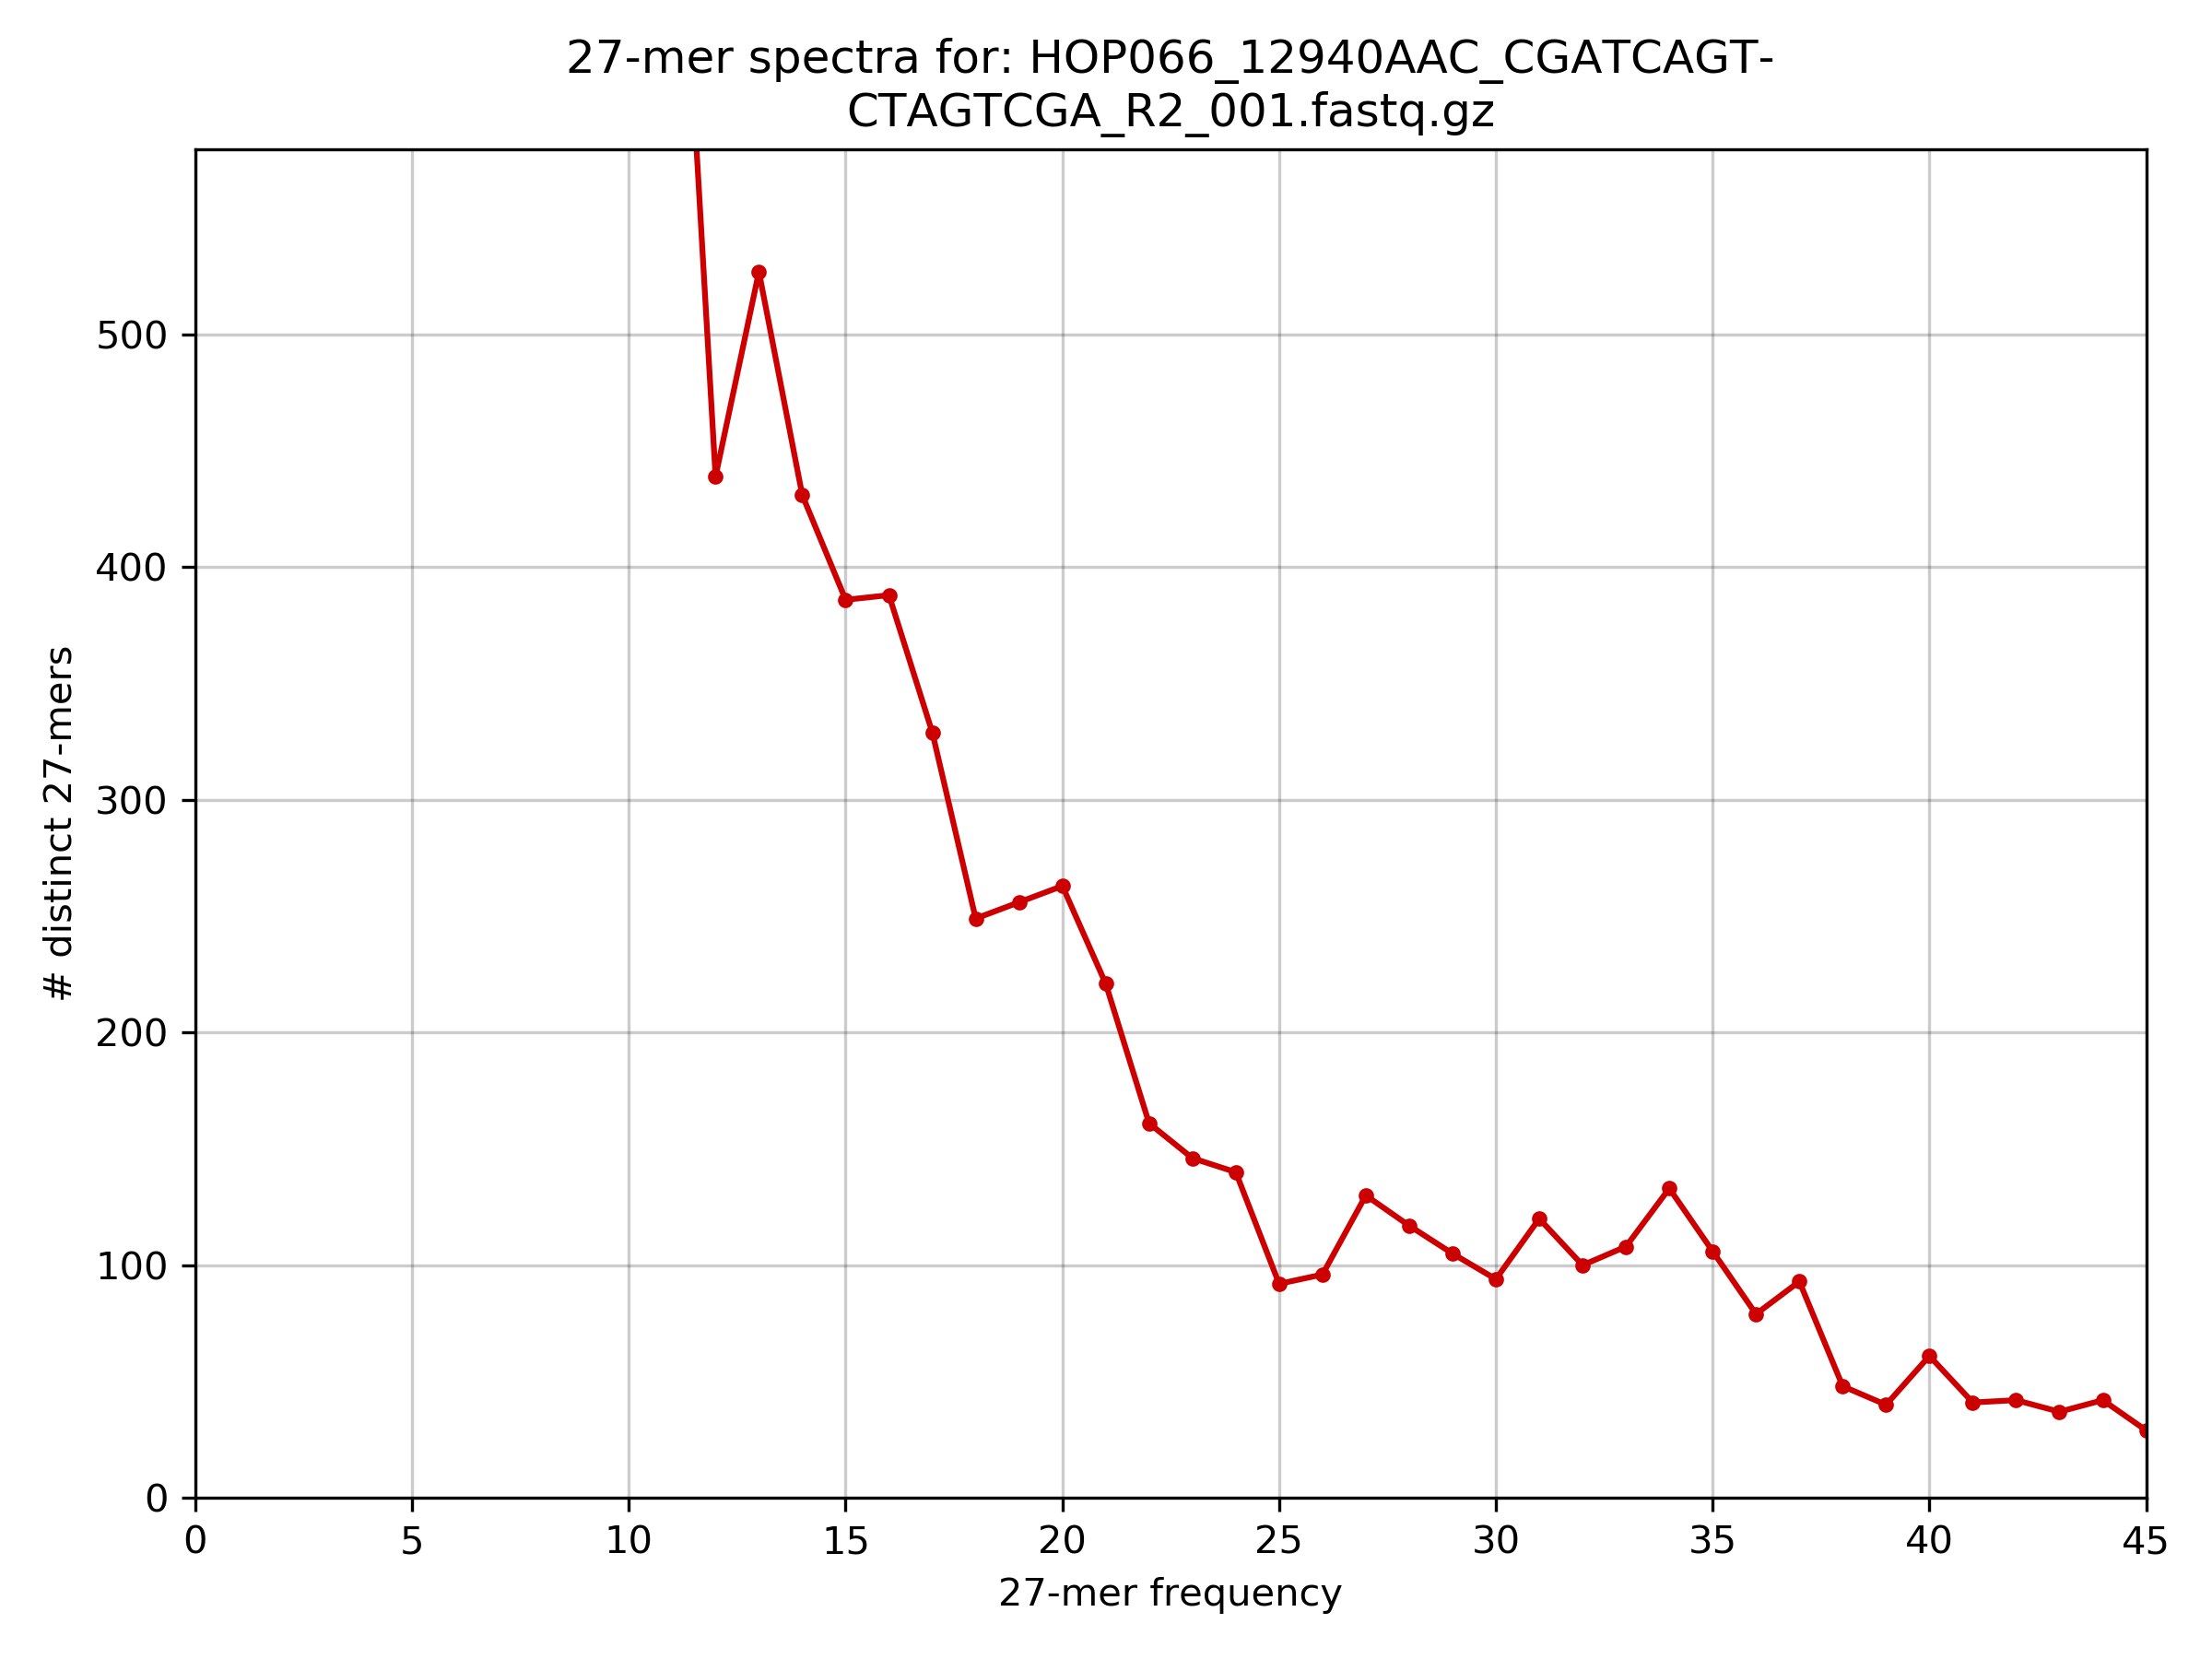 27-mer spectra for: HOP066_12940AAC_CGATCAGT-
CTAGTCGA_R2_001.fastq.gz
500
400
300
200
100
0
# distinct 27-mers
0 5 10 15 20 25 30 35 40 45
27-mer frequency